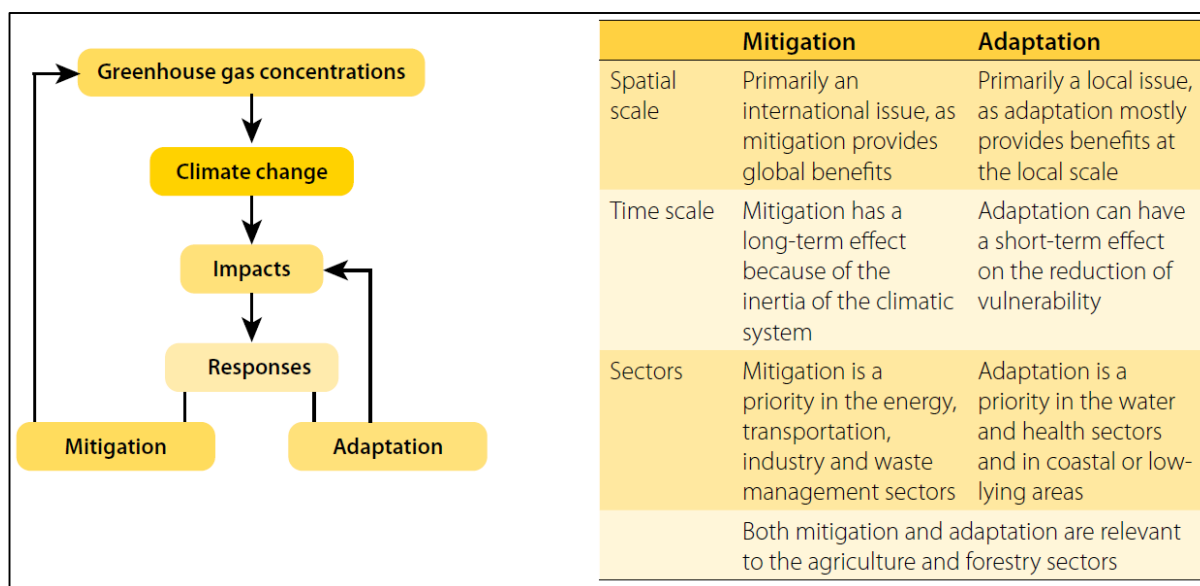 Greenhouse gas concentrations
Climate change
Impacts
Responses
Mitigation
Adaptation
Mitigation
Adaptation
Spatial
scale
Primarily an
international issue, as
mitigation provides
global benefits
Primarily a local issue,
as adaptation mostly
provides benefits at
the local scale
Time scale
Mitigation has a
long-term effect
because of the
inertia of the climatic
system
Adaptation can have
a short-term effect
on the reduction of
vulnerability
Sectors
Mitigation is a
priority in the energy,
transportation,
industry and waste
management sectors
Adaptation is a
priority in the water
and health sectors
and in coastal or low-
lying areas
Both mitigation and adaptation are relevant
to the agriculture and forestry sectors